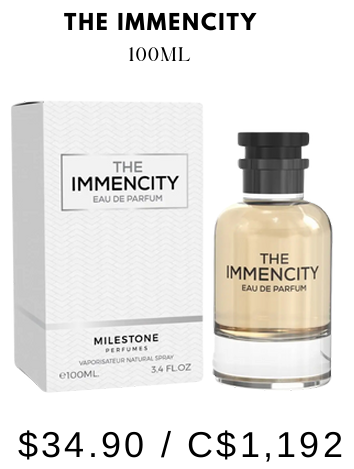 THE IMMENCITY
100ML
THE
IMMENCITY
EAU DE PARFUM
MILESTONE
PERFUMES
VAPORISATEUR NATURAL SPRAY
℮100ML. 3.4 FL.OZ
THE
IMMENCITY
EAU DE PARFUM
$34.90 / C$1,192